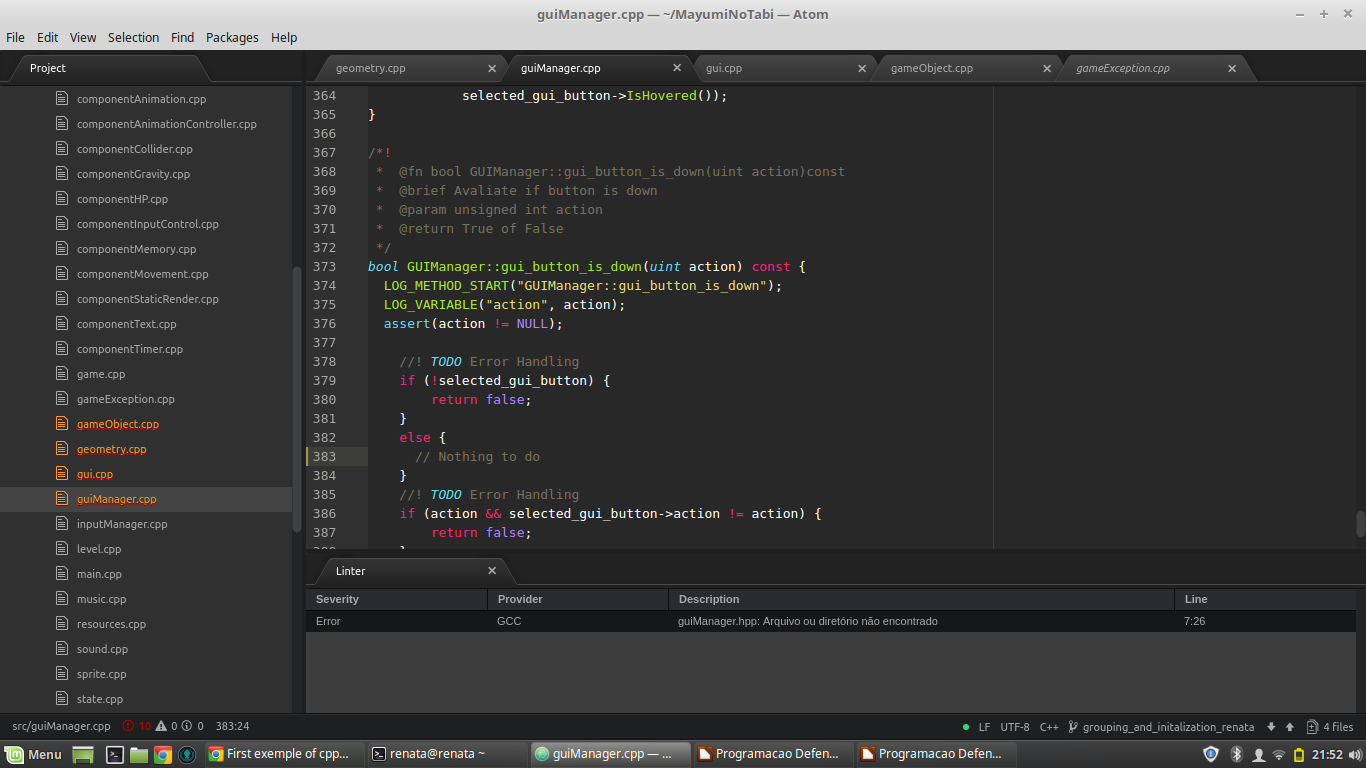 guiManager.cpp — ~/MayumiNoTabi — Atom
File Edit View Selection Find Packages Help
Project
geometry.cpp guiManager.cpp gui.cpp gameObject.cpp gameException.cpp
componentAnimation.cpp
componentAnimationController.cpp
componentCollider.cpp
componentGravity.cpp
componentHP.cpp
componentInputControl.cpp
componentMemory.cpp
componentMovement.cpp
componentStaticRender.cpp
componentText.cpp
componentTimer.cpp
game.cpp
gameException.cpp
gameObject.cpp
geometry.cpp
gui.cpp
guiManager.cpp
inputManager.cpp
level.cpp
main.cpp
music.cpp
resources.cpp
sound.cpp
sprite.cpp
state.cpp
364 selected_gui_button->IsHovered());
365 }
366
367 /*!
368 * @fn bool GUIManager::gui_button_is_down(uint action)const
369 * @brief Avaliate if button is down
370 * @param unsigned int action
371 * @return True of False
372 */
373 bool GUIManager::gui_button_is_down(uint action) const {
374 LOG_METHOD_START("GUIManager::gui_button_is_down");
375 LOG_VARIABLE("action", action);
376 assert(action != NULL);
377
378 //! TODO Error Handling
379 if (!selected_gui_button) {
380 return false;
381 }
382 else {
383 // Nothing to do
384 }
385 //! TODO Error Handling
386 if (action && selected_gui_button->action != action) {
387 return false;
388 }
Linter
Severity Provider Description Line
Error GCC guiManager.hpp: Arquivo ou diretório não encontrado 7:26
src/guiManager.cpp 10 0 0 383:24 LF UTF-8 C++ grouping_and_initalization_renata 4 files
Menu First exemple of cpp... renata@renata ~ guiManager.cpp — ... Programacao Defen... Programacao Defen... 21:52